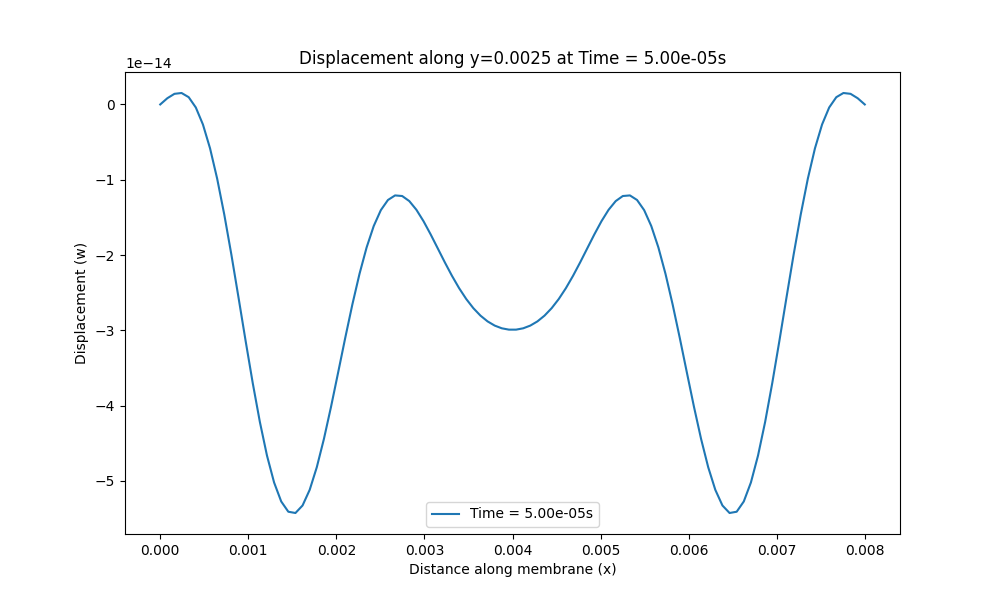 Displacement along y=0.0025 at Time = 5.00e-05s
1e−14
0
−1
−2
−3
−4
−5
Displacement (w)
Time = 5.00e-05s
0.000 0.001 0.002 0.003 0.004 0.005 0.006 0.007 0.008
Distance along membrane (x)